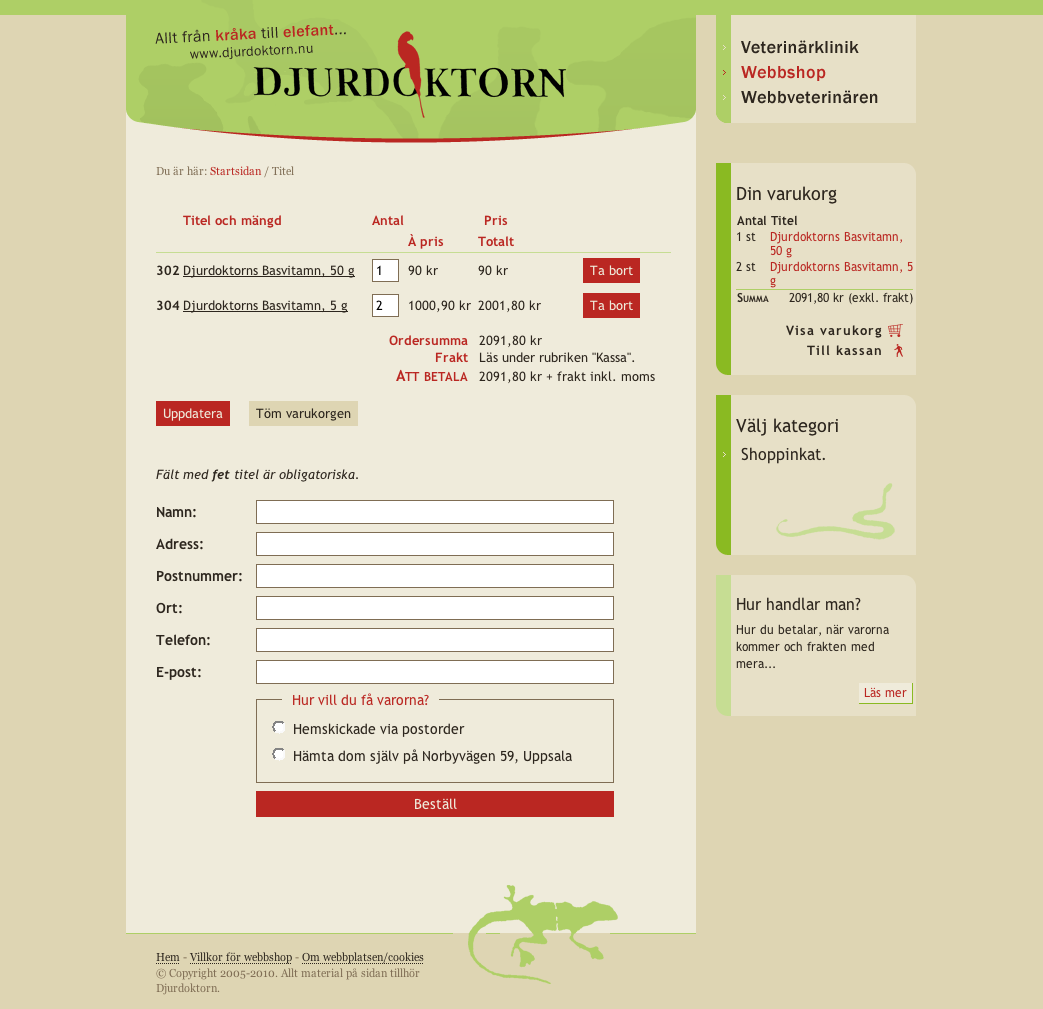 Allt från kråka till elefant...
www.djurdoktorn.nu
DJURDOKTORN
Veterinärklinik
Webbshop
Webbveterinären
Du är här: Startsidan / Titel
Titel och mängd Antal Pris
À pris Totalt
302 Djurdoktorns Basvitamn, 50 g 1 90 kr 90 kr Ta bort
304 Djurdoktorns Basvitamn, 5 g 2 1000,90 kr 2001,80 kr Ta bort
Ordersumma 2091,80 kr
Frakt Läs under rubriken "Kassa".
ATT BETALA 2091,80 kr + frakt inkl. moms
Uppdatera Töm varukorgen
Fält med fet titel är obligatoriska.
Namn:
Adress:
Postnummer:
Ort:
Telefon:
E-post:
Hur vill du få varorna?
Hemskickade via postorder
Hämta dom själv på Norbyvägen 59, Uppsala
Beställ
Din varukorg
Antal Titel
1 st Djurdoktorns Basvitamn,
50 g
2 st Djurdoktorns Basvitamn, 5
g
SUMMA 2091,80 kr (exkl. frakt)
Visa varukorg
Till kassan
Välj kategori
Shoppinkat.
Hur handlar man?
Hur du betalar, när varorna
kommer och frakten med
mera...
Läs mer
Hem - Villkor för webbshop - Om webbplatsen/cookies
© Copyright 2005-2010. Allt material på sidan tillhör
Djurdoktorn.